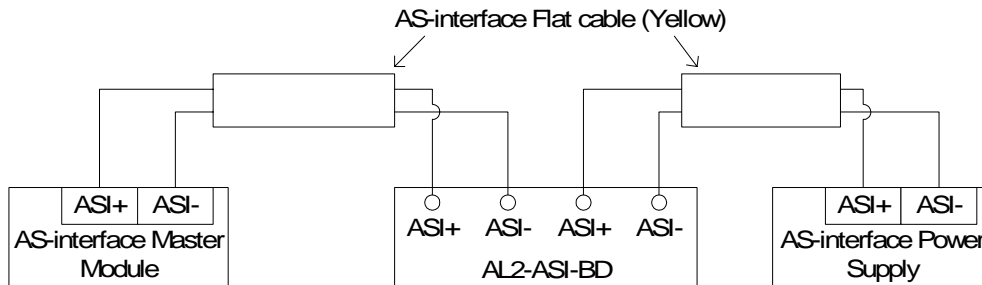 AS-interface Flat cable (Yellow)
ASI+ ASI-
AS-interface Master
Module
ASI+ ASI- ASI+ ASI-
AL2-ASI-BD
ASI+ ASI-
AS-interface Power
Supply